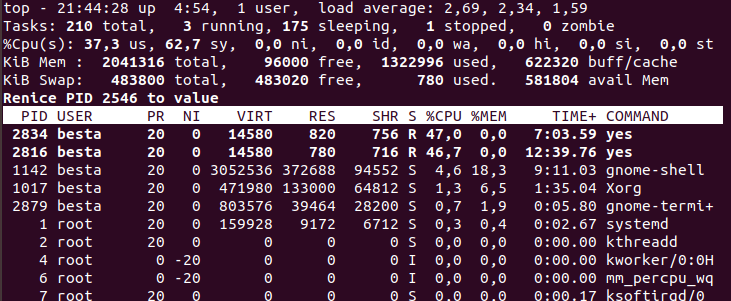 top - 21:44:28 up  4:54,  1 user,  load average: 2,69, 2,34, 1,59
Tasks: 210 total,   3 running, 175 sleeping,   1 stopped,   0 zombie
%Cpu(s): 37,3 us, 62,7 sy,  0,0 ni,  0,0 id,  0,0 wa,  0,0 hi,  0,0 si,  0,0 st
KiB Mem :  2041316 total,    96000 free,  1322996 used,   622320 buff/cache
KiB Swap:   483800 total,   483020 free,      780 used.   581804 avail Mem
Renice PID 2546 to value
PID USER      PR  NI    VIRT    RES    SHR S %CPU %MEM     TIME+ COMMAND
2834 besta     20   0   14580    820    756 R 47,0  0,0   7:03.59 yes
2816 besta     20   0   14580    780    716 R 46,7  0,0  12:39.76 yes
1142 besta     20   0 3052536 372688  94552 S  4,6 18,3   9:11.03 gnome-shell
1017 besta     20   0  471980 133000  64812 S  1,3  6,5   1:35.04 Xorg
2879 besta     20   0  803576  39464  28200 S  0,7  1,9   0:05.80 gnome-termi+
1 root      20   0  159928   9172   6712 S  0,3  0,4   0:02.67 systemd
2 root      20   0       0      0      0 S  0,0  0,0   0:00.00 kthreadd
4 root       0 -20       0      0      0 I  0,0  0,0   0:00.00 kworker/0:0H
6 root       0 -20       0      0      0 I  0,0  0,0   0:00.00 mm_percpu_wq
7 root      20   0       0      0      0 S  0,0  0,0   0:00.17 ksoftirqd/0